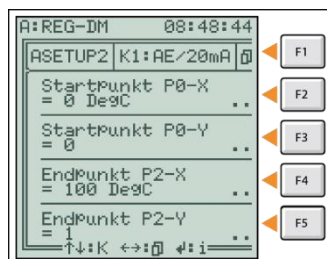 A:REG-DM 08:48:44
ASETUP2 K1:AE/20mA
F1
Startpunkt P0-X
= 0 DegC ..
F2
Startpunkt P0-Y
= 0 ..
F3
Endpunkt P2-X
= 100 DegC ..
F4
Endpunkt P2-Y
= 1 ..
F5
↑↓:K ↔:⧉ ↲:i